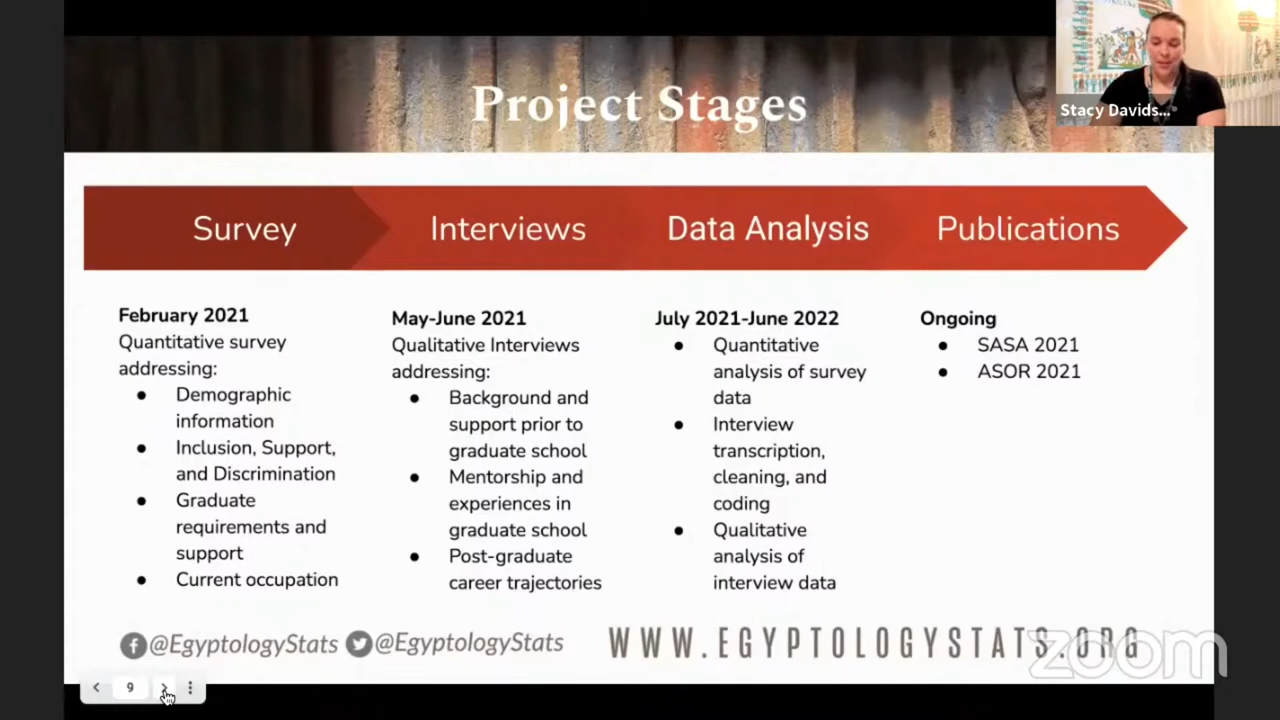 Project Stages
Stacy Davids...
Survey
Interviews
Data Analysis
Publications
February 2021
Quantitative survey
addressing:
● Demographic
information
● Inclusion, Support,
and Discrimination
● Graduate
requirements and
support
● Current occupation
May-June 2021
Qualitative Interviews
addressing:
● Background and
support prior to
graduate school
● Mentorship and
experiences in
graduate school
● Post-graduate
career trajectories
July 2021-June 2022
● Quantitative
analysis of survey
data
● Interview
transcription,
cleaning, and
coding
● Qualitative
analysis of
interview data
Ongoing
● SASA 2021
● ASOR 2021
@EgyptologyStats
@EgyptologyStats
WWW.EGYPTOLOGYSTATS.ORG
zoom
9